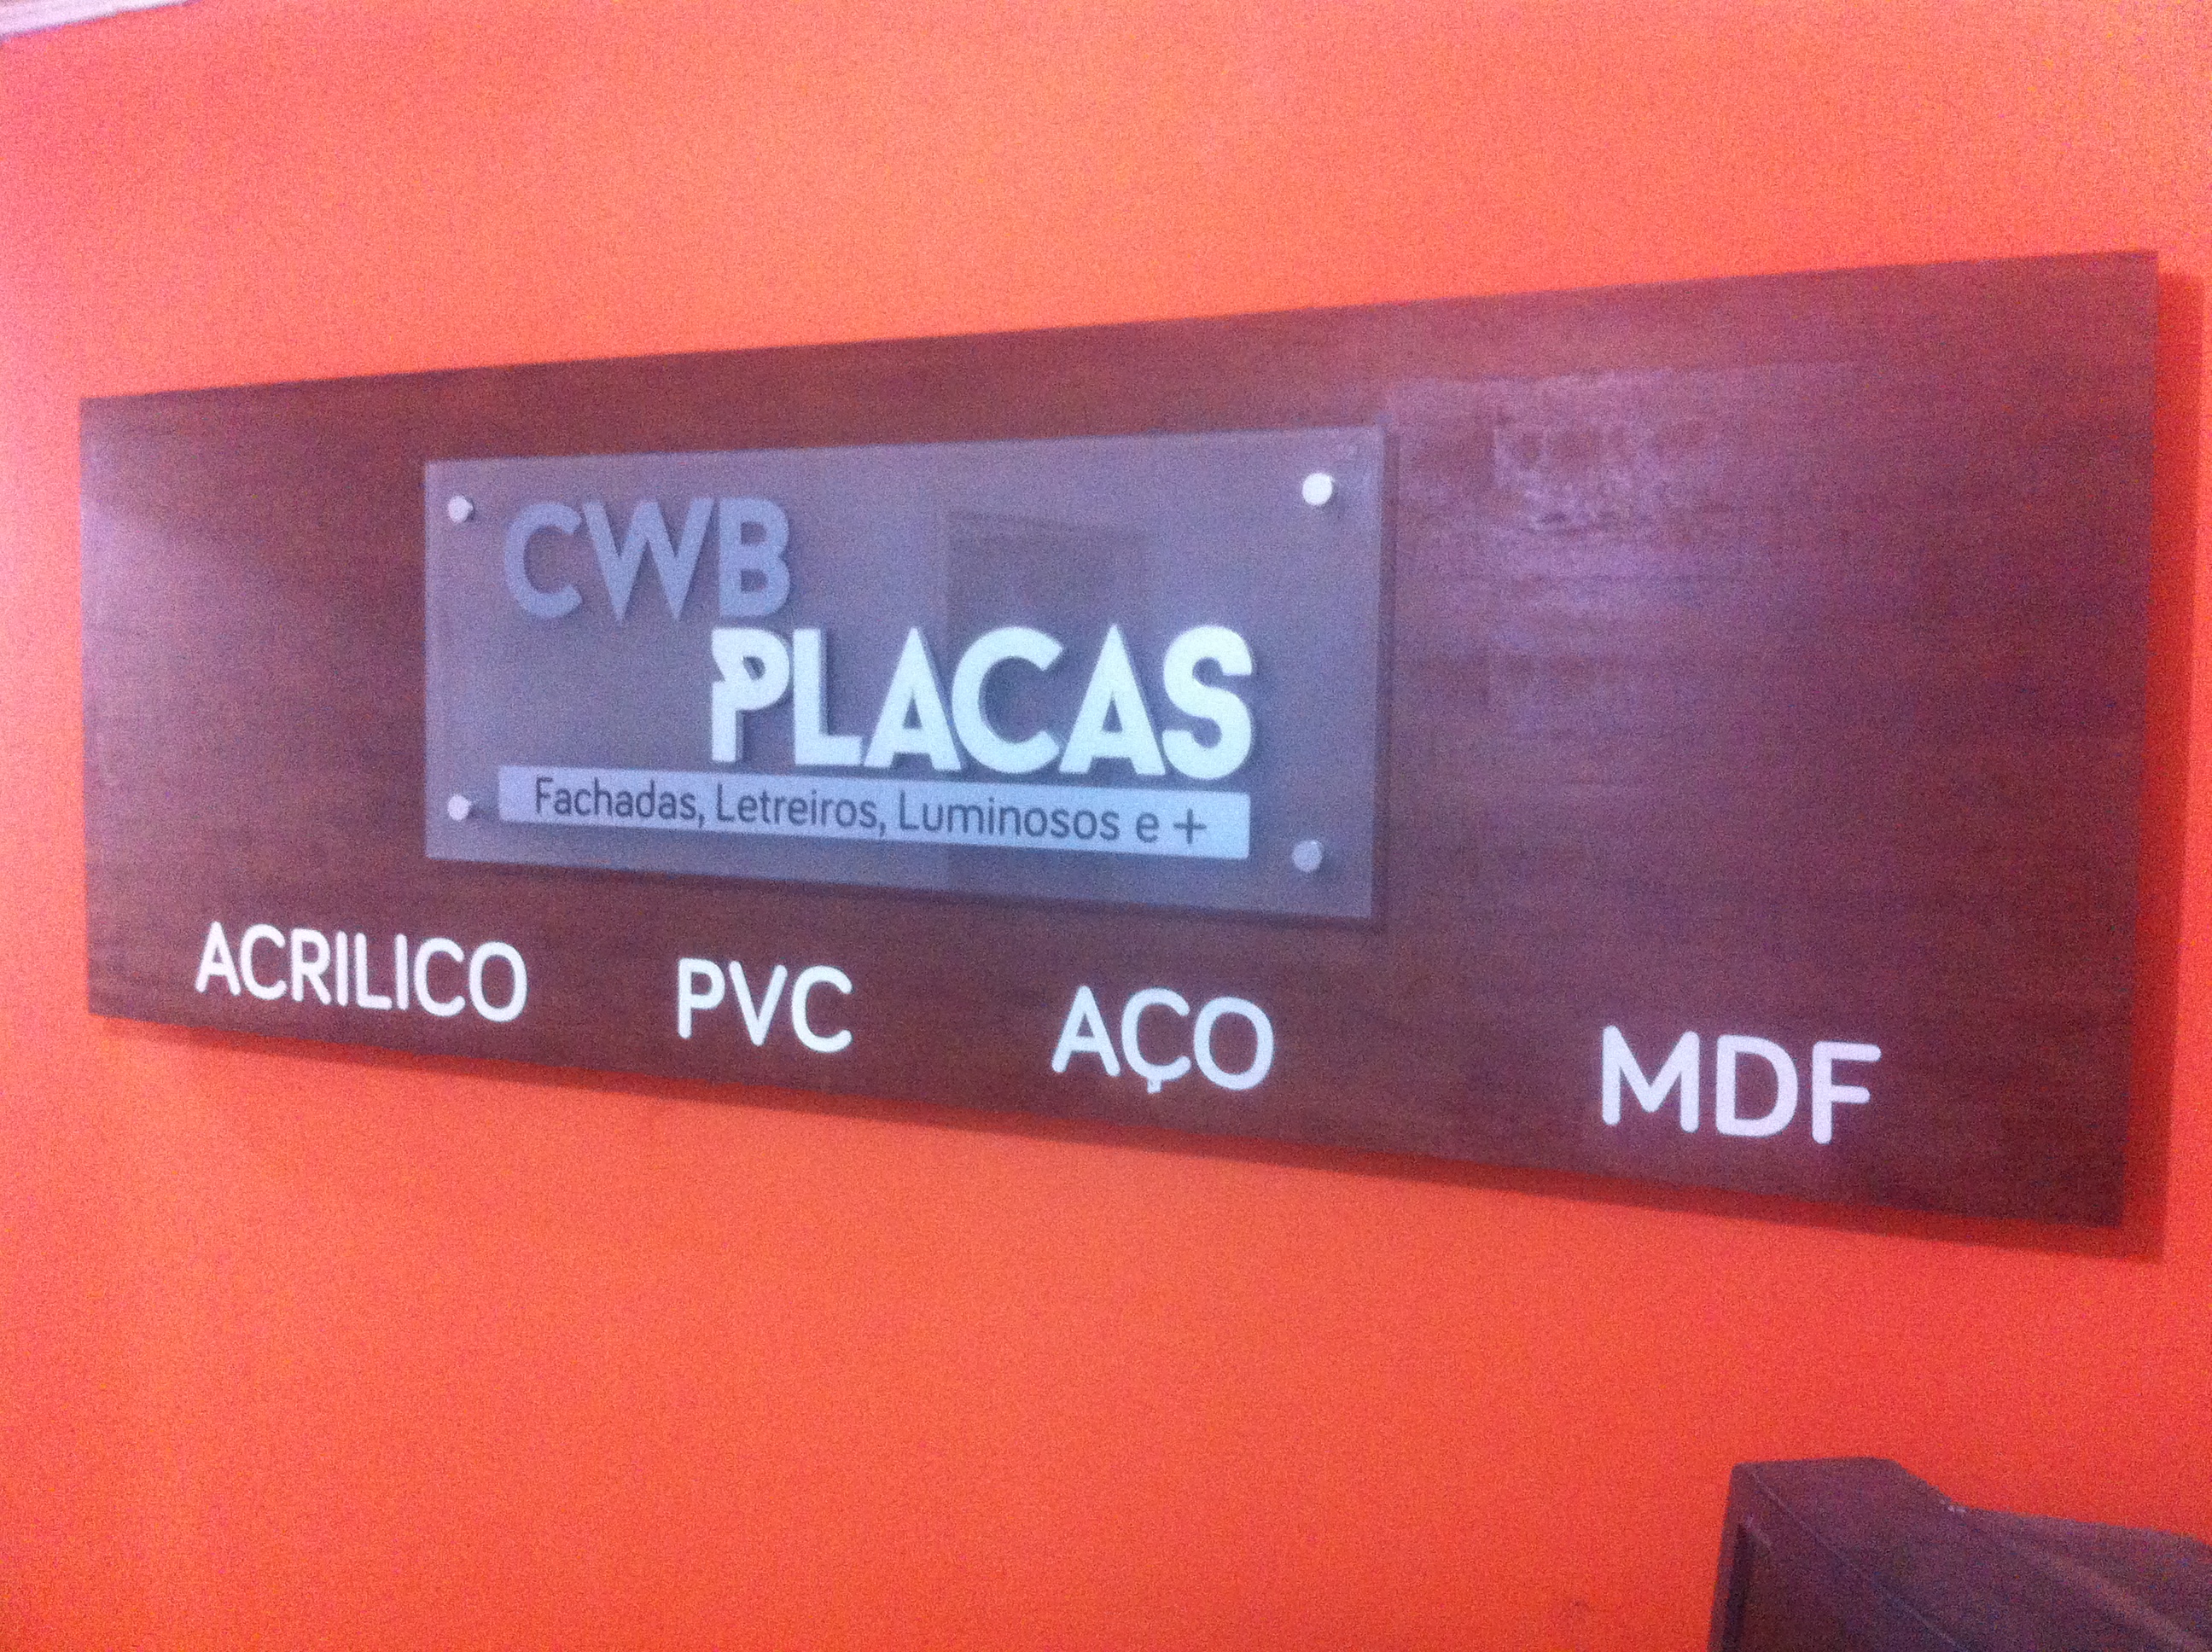 CWB
PLACAS
Fachadas, Letreiros, Luminosos e +
ACRILICO PVC AÇO MDF